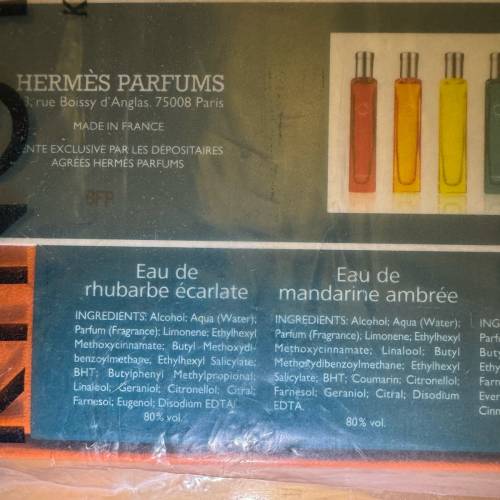 HERMÈS PARFUMS
rue Boissy d'Anglas. 75008 Paris
MADE IN FRANCE
VENTE EXCLUSIVE PAR LES DÉPOSITAIRES
AGRÉÉS HERMÈS PARFUMS
Eau de
rhubarbe écarlate
INGREDIENTS: Alcohol; Aqua (Water);
Parfum (Fragrance); Limonene; Ethylhexyl
Methoxycinnamate; Butyl Methoxydi-
benzoylmethane; Ethylhexyl Salicylate;
BHT; Butylphenyl Methylpropional;
Linalool; Geraniol; Citronellol; Citral;
Farnesol; Eugenol; Disodium EDTA.
80% vol.
Eau de
mandarine ambrée
INGREDIENTS: Alcohol; Aqua (Water);
Parfum (Fragrance); Limonene; Ethylhexyl
Methoxycinnamate; Linalool; Butyl
Methoxydibenzoylmethane; Ethylhexyl
Salicylate; BHT; Coumarin; Citronellol;
Farnesol; Geraniol; Citral; Disodium
EDTA.
80% vol.